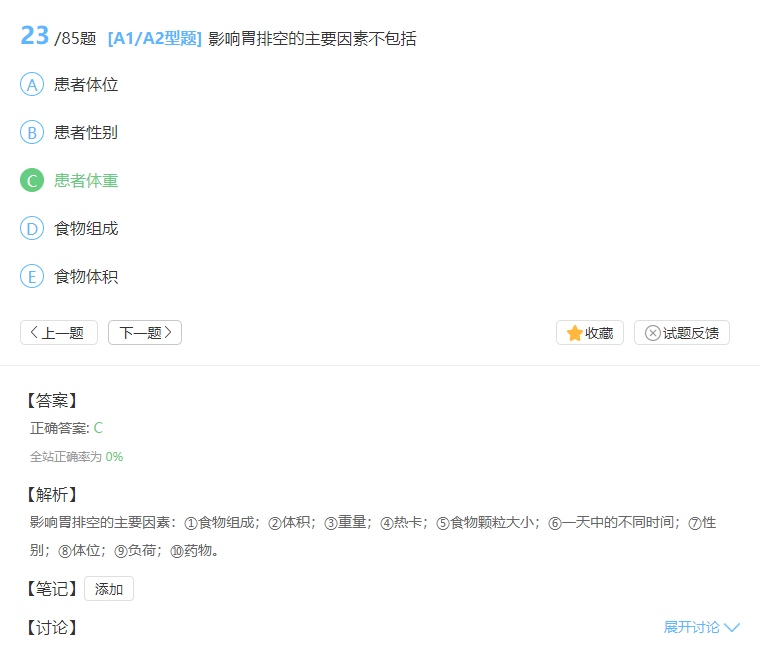 23 /85题 [A1/A2型题] 影响胃排空的主要因素不包括
A 患者体位
B 患者性别
C 患者体重
D 食物组成
E 食物体积
上一题 下一题 收藏 试题反馈
【答案】
正确答案: C
全站正确率为 0%
【解析】
影响胃排空的主要因素：①食物组成；②体积；③重量；④热卡；⑤食物颗粒大小；⑥一天中的不同时间；⑦性
别；⑧体位；⑨负荷；⑩药物。
【笔记】 添加
【讨论】 展开讨论